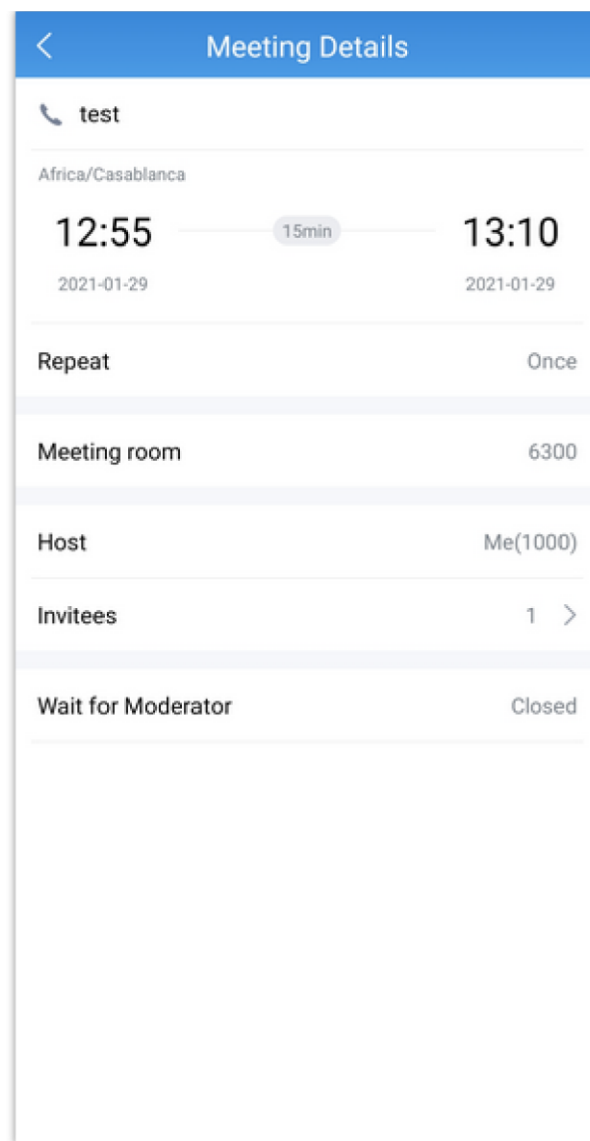 Meeting Details
test
Africa/Casablanca
12:55 15min 13:10
2021-01-29 2021-01-29
Repeat Once
Meeting room 6300
Host Me(1000)
Invitees 1
Wait for Moderator Closed